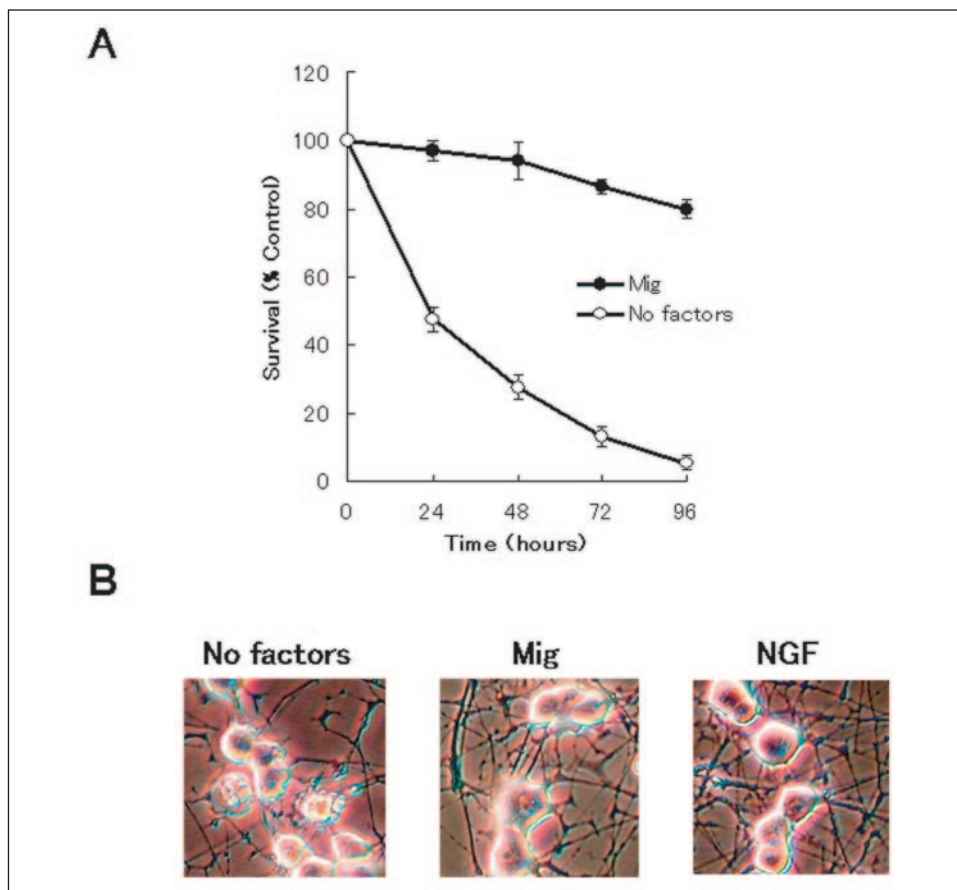 A
120
100
80
60
40
20
0
Survival (% Control)
Mig
No factors
0 24 48 72 96
Time (hours)
B
No factors Mig NGF